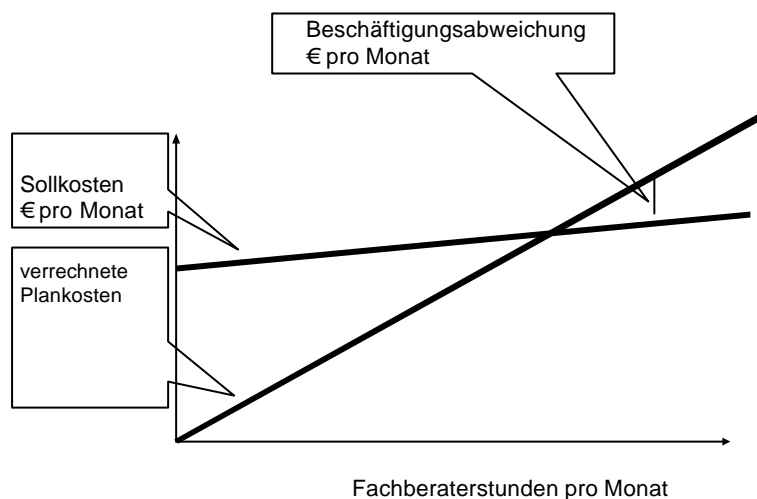 Beschäftigungsabweichung
€ pro Monat
Sollkosten
€ pro Monat
verrechnete
Plankosten
Fachberaterstunden pro Monat